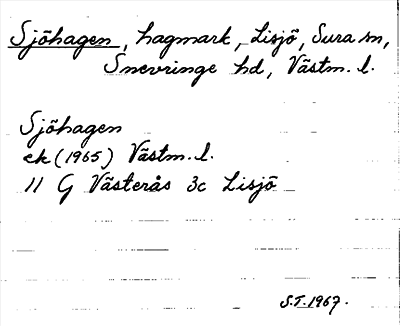 Sjöhagen, hagmark, Lisjö, Sura sn,
Snevringe hd, Västm. l.
Sjöhagen
ek (1965) Västm. l.
11 G Västerås 3c Lisjö
S.T. 1967.